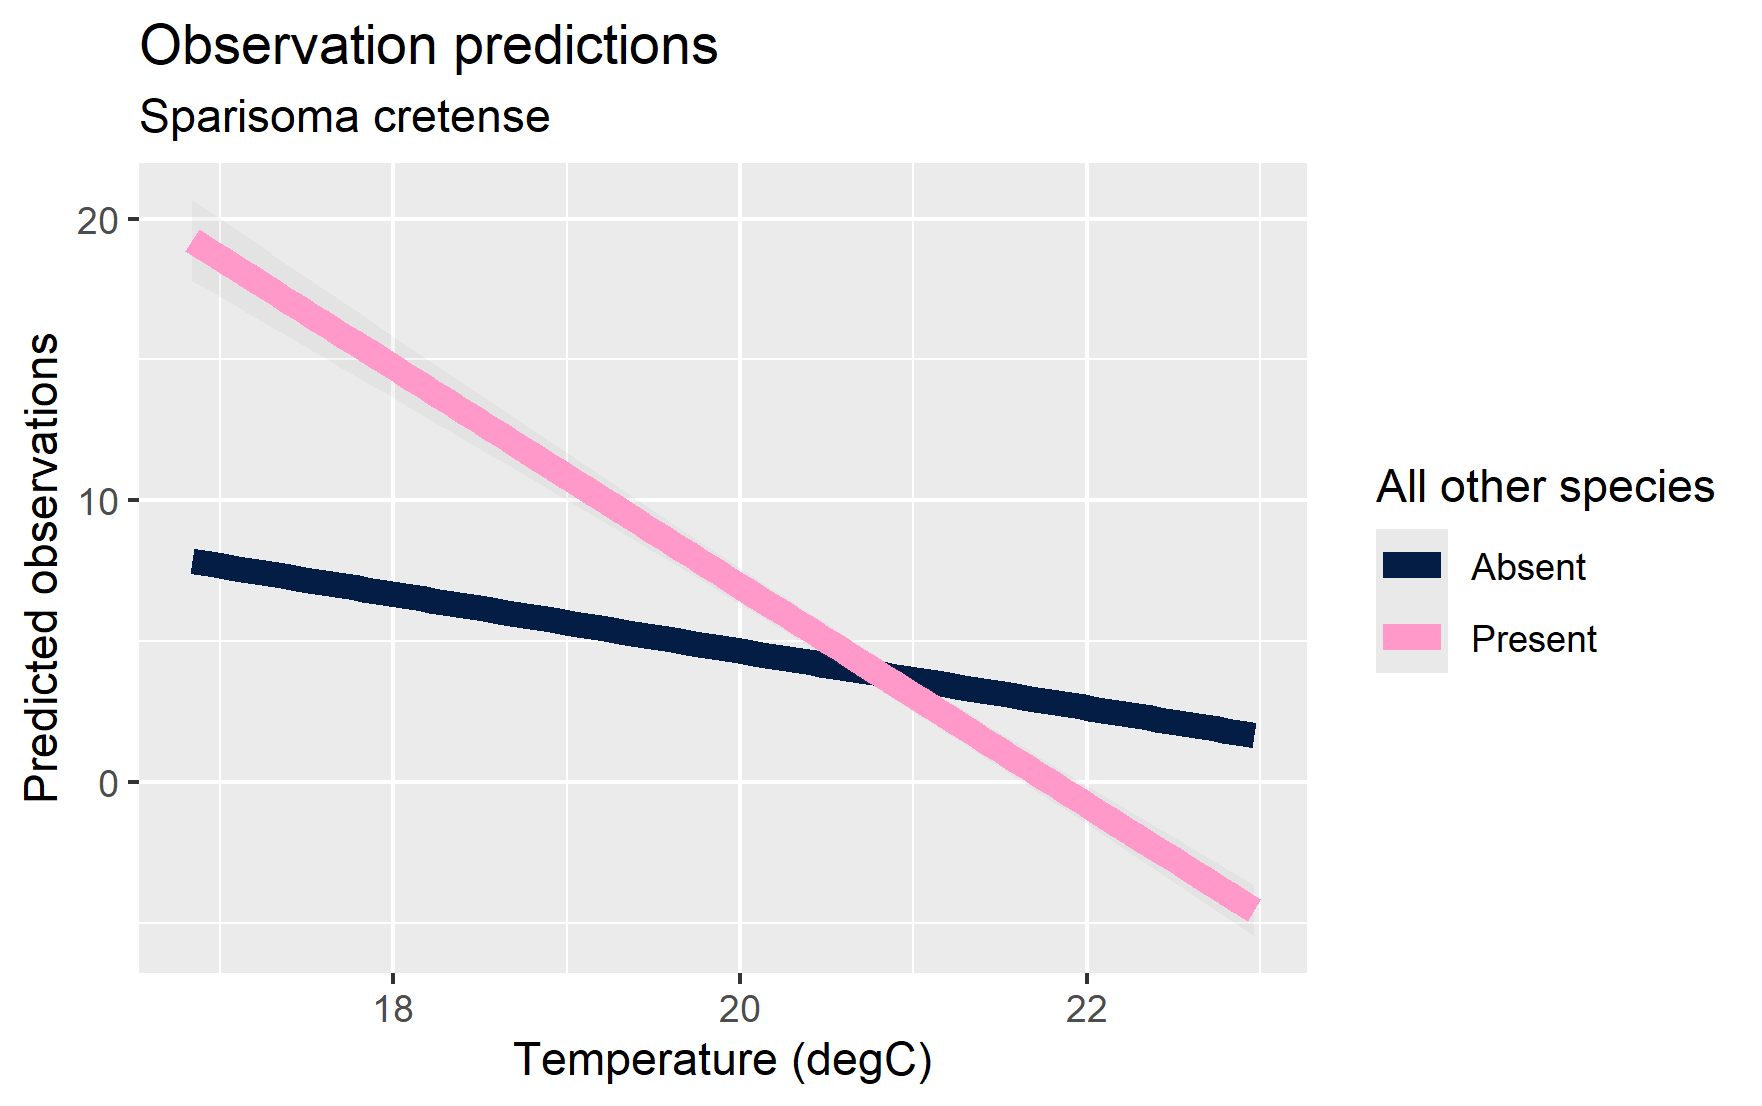 Observation predictions
Sparisoma cretense
Predicted observations
20
10
0
18
20
22
Temperature (degC)
All other species
Absent
Present